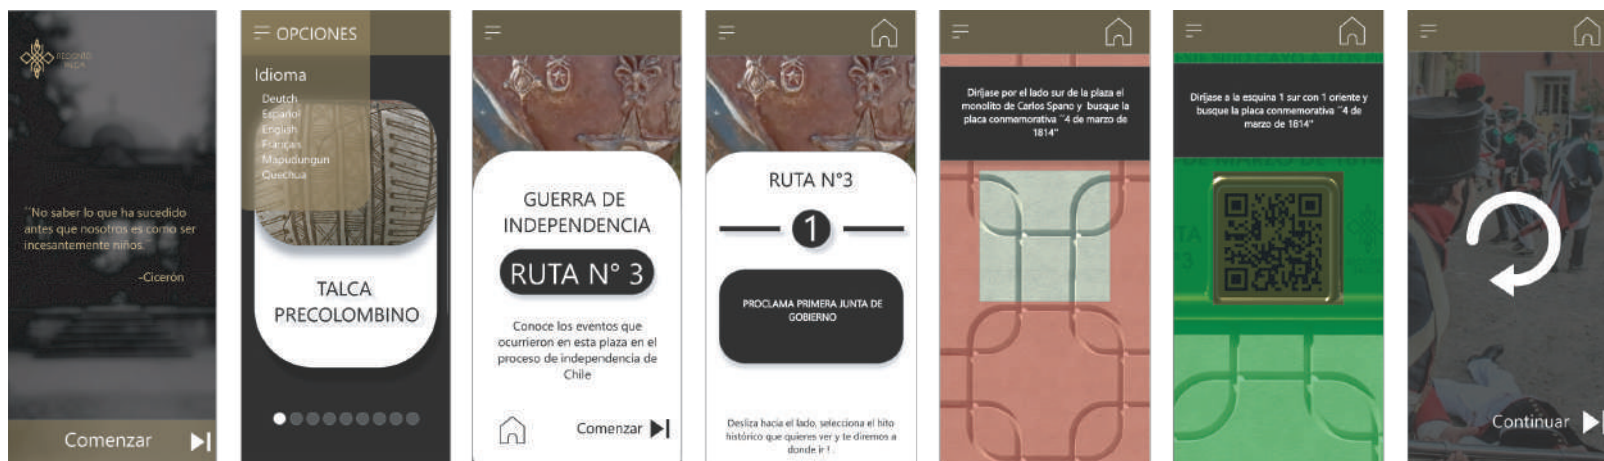 ¨No saber lo que ha sucedido
antes que nosotros es como ser
incesantemente niños.
-Cicerón
Comenzar
OPCIONES
Idioma
Deutch
Español
English
Français
Mapudungun
Quechua
TALCA
PRECOLOMBINO
GUERRA DE
INDEPENDENCIA
RUTA N° 3
Conoce los eventos que
ocurrieron en esta plaza en el
proceso de independencia de
Chile
Comenzar
RUTA N°3
1
PROCLAMA PRIMERA JUNTA DE
GOBIERNO
Desliza hacia el lado, selecciona el hito
histórico que quieres ver y te diremos a
donde ir ! .
Diríjase por el lado sur de la plaza el
monolito de Carlos Spano y busque la
placa conmemorativa ¨4 de marzo de
1814"
Diríjase a la esquina 1 sur con 1 oriente y
busque la placa conmemorativa ¨4 de
marzo de 1814"
Continuar